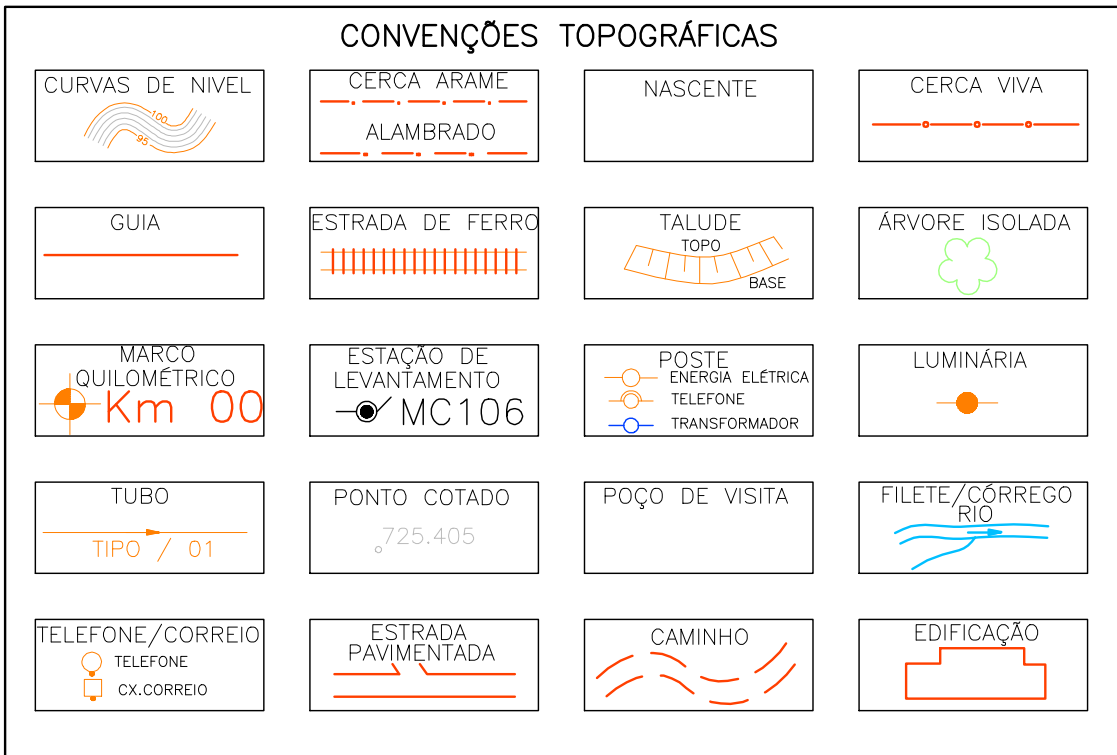 CONVENÇÕES TOPOGRÁFICAS
CURVAS DE NIVEL
100
95
CERCA ARAME
ALAMBRADO
NASCENTE
CERCA VIVA
GUIA
ESTRADA DE FERRO
TALUDE
TOPO
BASE
ÁRVORE ISOLADA
MARCO
QUILOMÉTRICO
Km 00
ESTAÇÃO DE
LEVANTAMENTO
MC106
POSTE
ENERGIA ELÉTRICA
TELEFONE
TRANSFORMADOR
LUMINÁRIA
TUBO
TIPO / 01
PONTO COTADO
725.405
POÇO DE VISITA
FILETE/CÓRREGO
RIO
TELEFONE/CORREIO
TELEFONE
CX.CORREIO
ESTRADA
PAVIMENTADA
CAMINHO
EDIFICAÇÃO